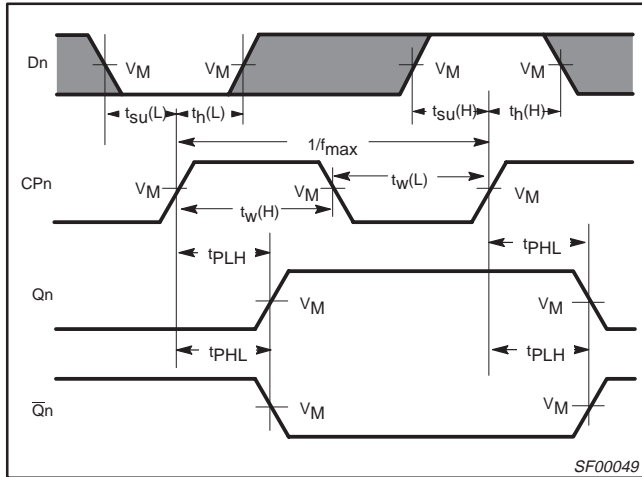 Dn VM VM VM VM
tsu(L) th(L) tsu(H) th(H)
1/fmax
CPn VM VM tw(L) VM
tw(H)
tPLH tPHL
Qn VM VM
tPHL tPLH
Q̅n VM VM
SF00049